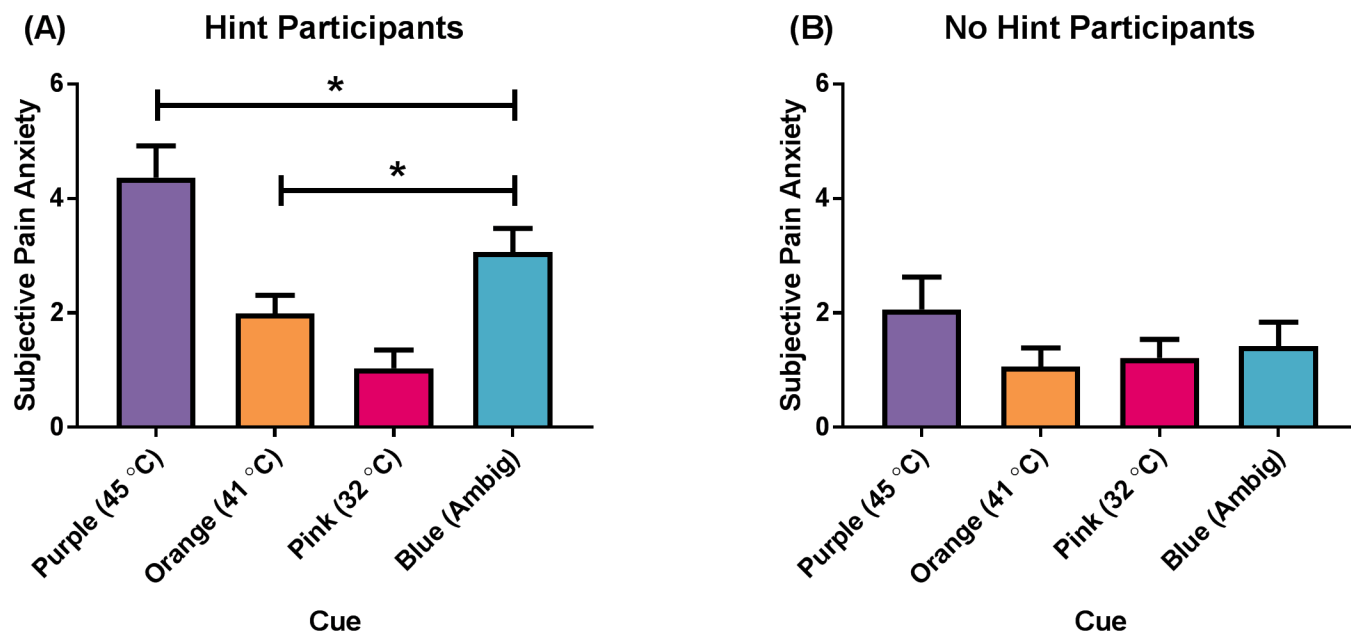 (A) Hint Participants
Subjective Pain Anxiety
6
4
2
0
*
*
Purple (45 °C)
Orange (41 °C)
Pink (32 °C)
Blue (Ambig)
Cue
(B) No Hint Participants
Subjective Pain Anxiety
6
4
2
0
Purple (45 °C)
Orange (41 °C)
Pink (32 °C)
Blue (Ambig)
Cue